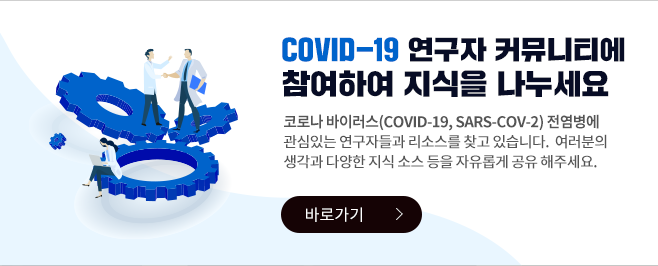 COVID-19 연구자 커뮤니티에
참여하여 지식을 나누세요
코로나 바이러스(COVID-19, SARS-COV-2) 전염병에
관심있는 연구자들과 리소스를 찾고 있습니다. 여러분의
생각과 다양한 지식 소스 등을 자유롭게 공유 해주세요.
바로가기